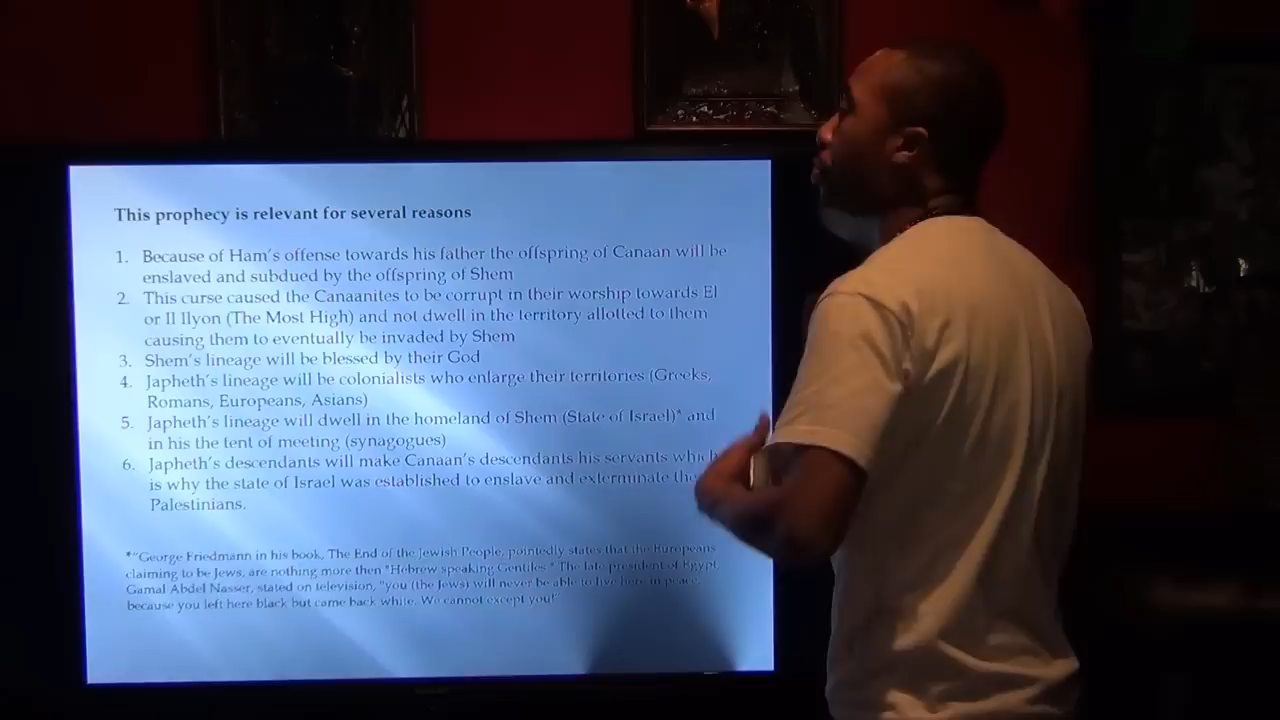 This prophecy is relevant for several reasons
1. Because of Ham's offense towards his father the offspring of Canaan will be
enslaved and subdued by the offspring of Shem
2. This curse caused the Canaanites to be corrupt in their worship towards El
or Il Ilyon (The Most High) and not dwell in the territory allotted to them
causing them to eventually be invaded by Shem
3. Shem's lineage will be blessed by their God
4. Japheth's lineage will be colonialists who enlarge their territories (Greeks,
Romans, Europeans, Asians)
5. Japheth's lineage will dwell in the homeland of Shem (State of Israel)* and
in his the tent of meeting (synagogues)
6. Japheth's descendants will make Canaan's descendants his servants which
is why the state of Israel was established to enslave and exterminate the
Palestinians.
*"George Friedmann in his book, The End of the Jewish People, pointedly states that the Europeans
claiming to be Jews, are nothing more then "Hebrew speaking Gentiles." The late president of Egypt,
Gamal Abdel Nasser, stated on television, "you (the Jews) will never be able to live here in peace,
because you left here black but came back white. We cannot except you!"